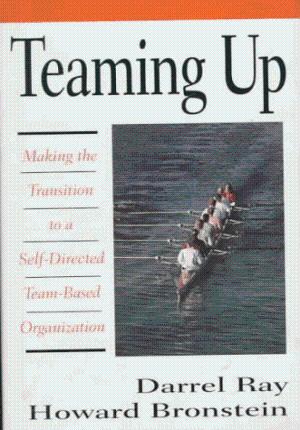 Teaming Up
Making the
Transition
to a
Self-Directed
Team-Based
Organization
Darrel Ray
Howard Bronstein